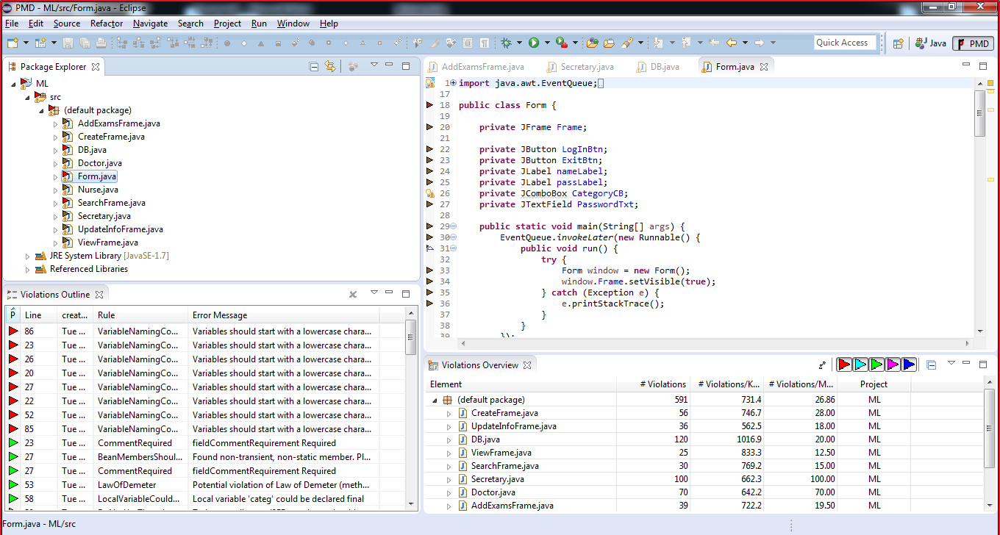 PMD - ML/src/Form.java - Eclipse
File Edit Source Refactor Navigate Search Project Run Window Help
Quick Access Java PMD
Package Explorer
ML
src
(default package)
AddExamsFrame.java
CreateFrame.java
DB.java
Doctor.java
Form.java
Nurse.java
SearchFrame.java
Secretary.java
UpdateInfoFrame.java
ViewFrame.java
JRE System Library [JavaSE-1.7]
Referenced Libraries
AddExamsFrame.java Secretary.java DB.java Form.java
1 import java.awt.EventQueue;
17
18 public class Form {
19
20 private JFrame Frame;
21
22 private JButton LogInBtn;
23 private JButton ExitBtn;
24 private JLabel nameLabel;
25 private JLabel passLabel;
26 private JComboBox CategoryCB;
27 private JTextField PasswordTxt;
28
29 public static void main(String[] args) {
30 EventQueue.invokeLater(new Runnable() {
31 public void run() {
32 try {
33 Form window = new Form();
34 window.Frame.setVisible(true);
35 } catch (Exception e) {
36 e.printStackTrace();
37 }
38 }
39 });
Violations Outline
P Line creat... Rule Error Message
86 Tue ... VariableNamingCo... Variables should start with a lowercase chara...
23 Tue ... VariableNamingCo... Variables should start with a lowercase chara...
26 Tue ... VariableNamingCo... Variables should start with a lowercase chara...
20 Tue ... VariableNamingCo... Variables should start with a lowercase chara...
27 Tue ... VariableNamingCo... Variables should start with a lowercase chara...
22 Tue ... VariableNamingCo... Variables should start with a lowercase chara...
52 Tue ... VariableNamingCo... Variables should start with a lowercase chara...
85 Tue ... VariableNamingCo... Variables should start with a lowercase chara...
23 Tue ... CommentRequired fieldCommentRequirement Required
27 Tue ... BeanMembersShoul... Found non-transient, non-static member. Pl...
27 Tue ... CommentRequired fieldCommentRequirement Required
53 Tue ... LawOfDemeter Potential violation of Law of Demeter (meth...
58 Tue ... LocalVariableCould... Local variable 'categ' could be declared final
Violations Overview
Element # Violations # Violations/K... # Violations/M... Project
(default package) 591 731.4 26.86 ML
CreateFrame.java 56 746.7 28.00 ML
UpdateInfoFrame.java 36 562.5 18.00 ML
DB.java 120 1016.9 20.00 ML
ViewFrame.java 25 833.3 12.50 ML
SearchFrame.java 30 769.2 15.00 ML
Secretary.java 100 662.3 100.00 ML
Doctor.java 70 642.2 70.00 ML
AddExamsFrame.java 39 722.2 19.50 ML
Form.java - ML/src